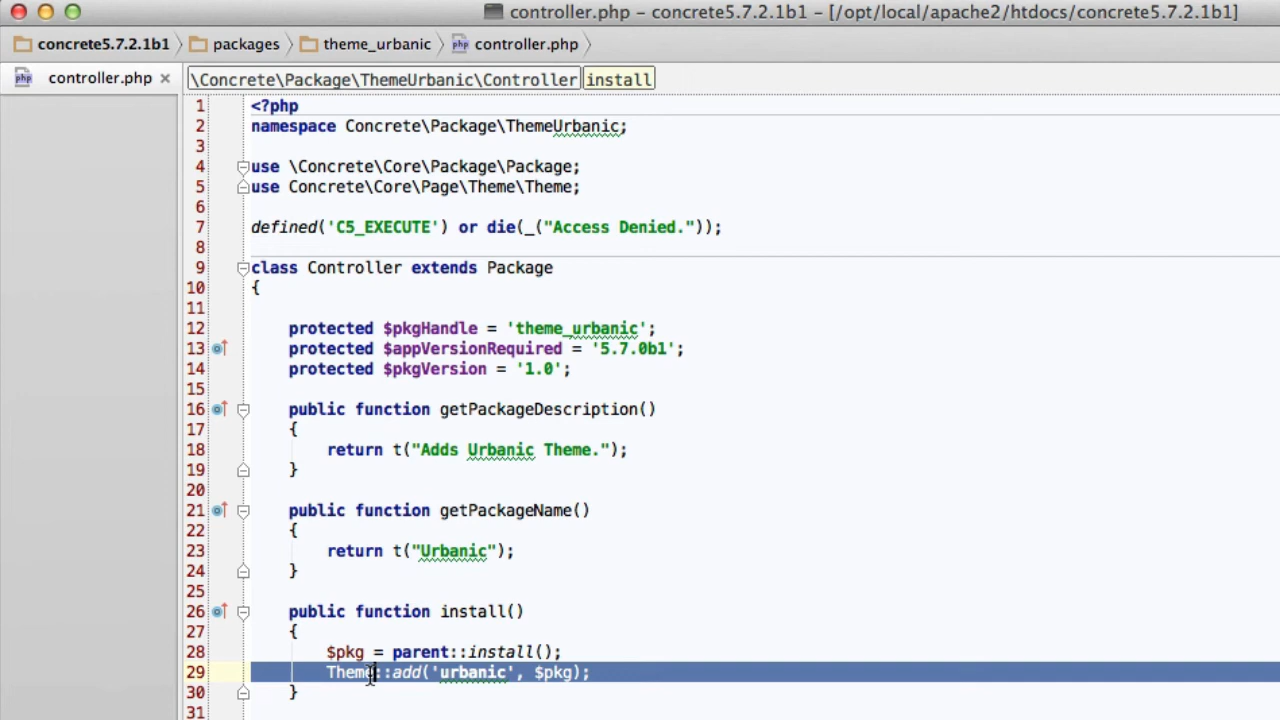 controller.php – concrete5.7.2.1b1 – [/opt/local/apache2/htdocs/concrete5.7.2.1b1]
concrete5.7.2.1b1 packages theme_urbanic controller.php
controller.php \Concrete\Package\ThemeUrbanic\Controller install
1 <?php
2 namespace Concrete\Package\ThemeUrbanic;
3
4 use \Concrete\Core\Package\Package;
5 use Concrete\Core\Page\Theme\Theme;
6
7 defined('C5_EXECUTE') or die(_("Access Denied."));
8
9 class Controller extends Package
10 {
11
12 protected $pkgHandle = 'theme_urbanic';
13 protected $appVersionRequired = '5.7.0b1';
14 protected $pkgVersion = '1.0';
15
16 public function getPackageDescription()
17 {
18 return t("Adds Urbanic Theme.");
19 }
20
21 public function getPackageName()
22 {
23 return t("Urbanic");
24 }
25
26 public function install()
27 {
28 $pkg = parent::install();
29 Theme::add('urbanic', $pkg);
30 }
31